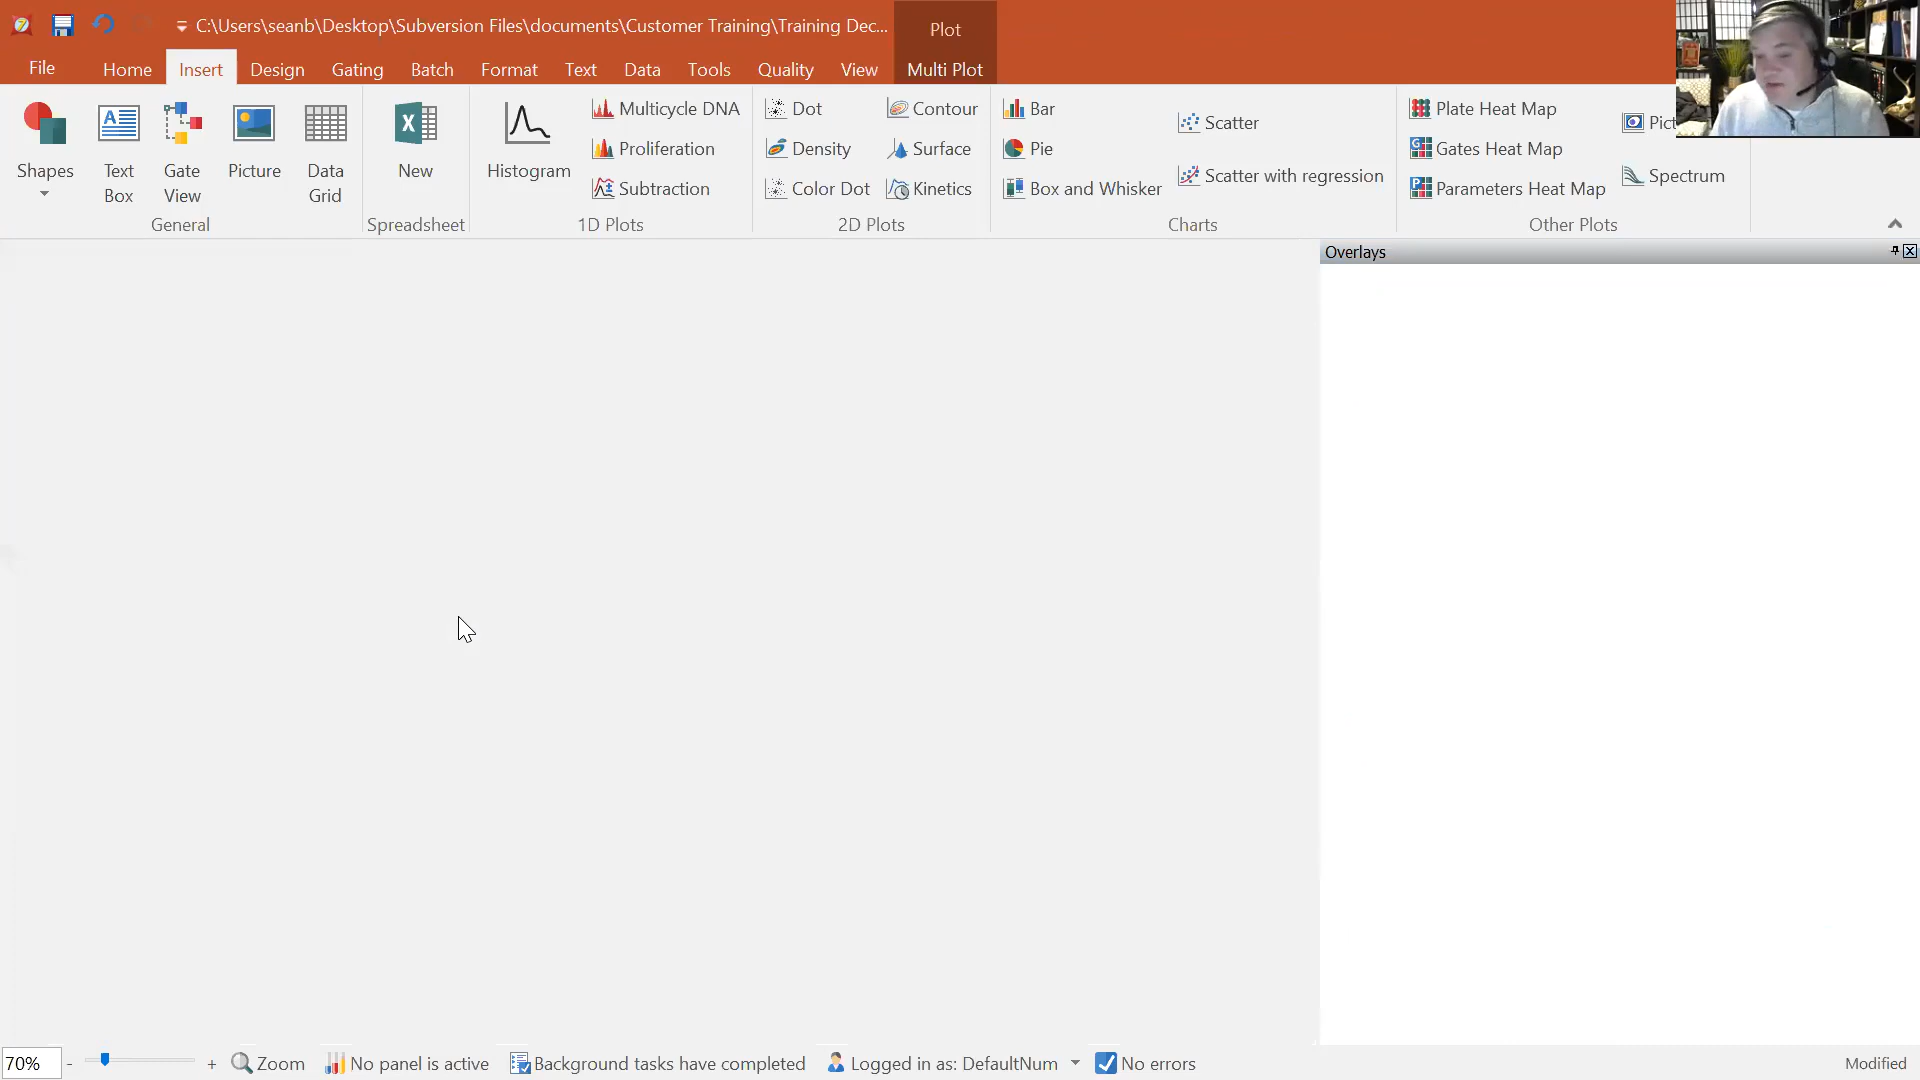 C:\Users\seanb\Desktop\Subversion Files\documents\Customer Training\Training Dec...
Plot
File
Home
Insert
Design
Gating
Batch
Format
Text
Data
Tools
Quality
View
Multi Plot
Shapes
Text Box
Gate View
Picture
Data Grid
General
New
Spreadsheet
Histogram
Multicycle DNA
Proliferation
Subtraction
1D Plots
Dot
Density
Color Dot
Contour
Surface
Kinetics
2D Plots
Bar
Pie
Box and Whisker
Scatter
Scatter with regression
Charts
Plate Heat Map
Gates Heat Map
Parameters Heat Map
Spectrum
Other Plots
Overlays
70%
- +
Zoom
No panel is active
Background tasks have completed
Logged in as: DefaultNum
No errors
Modified